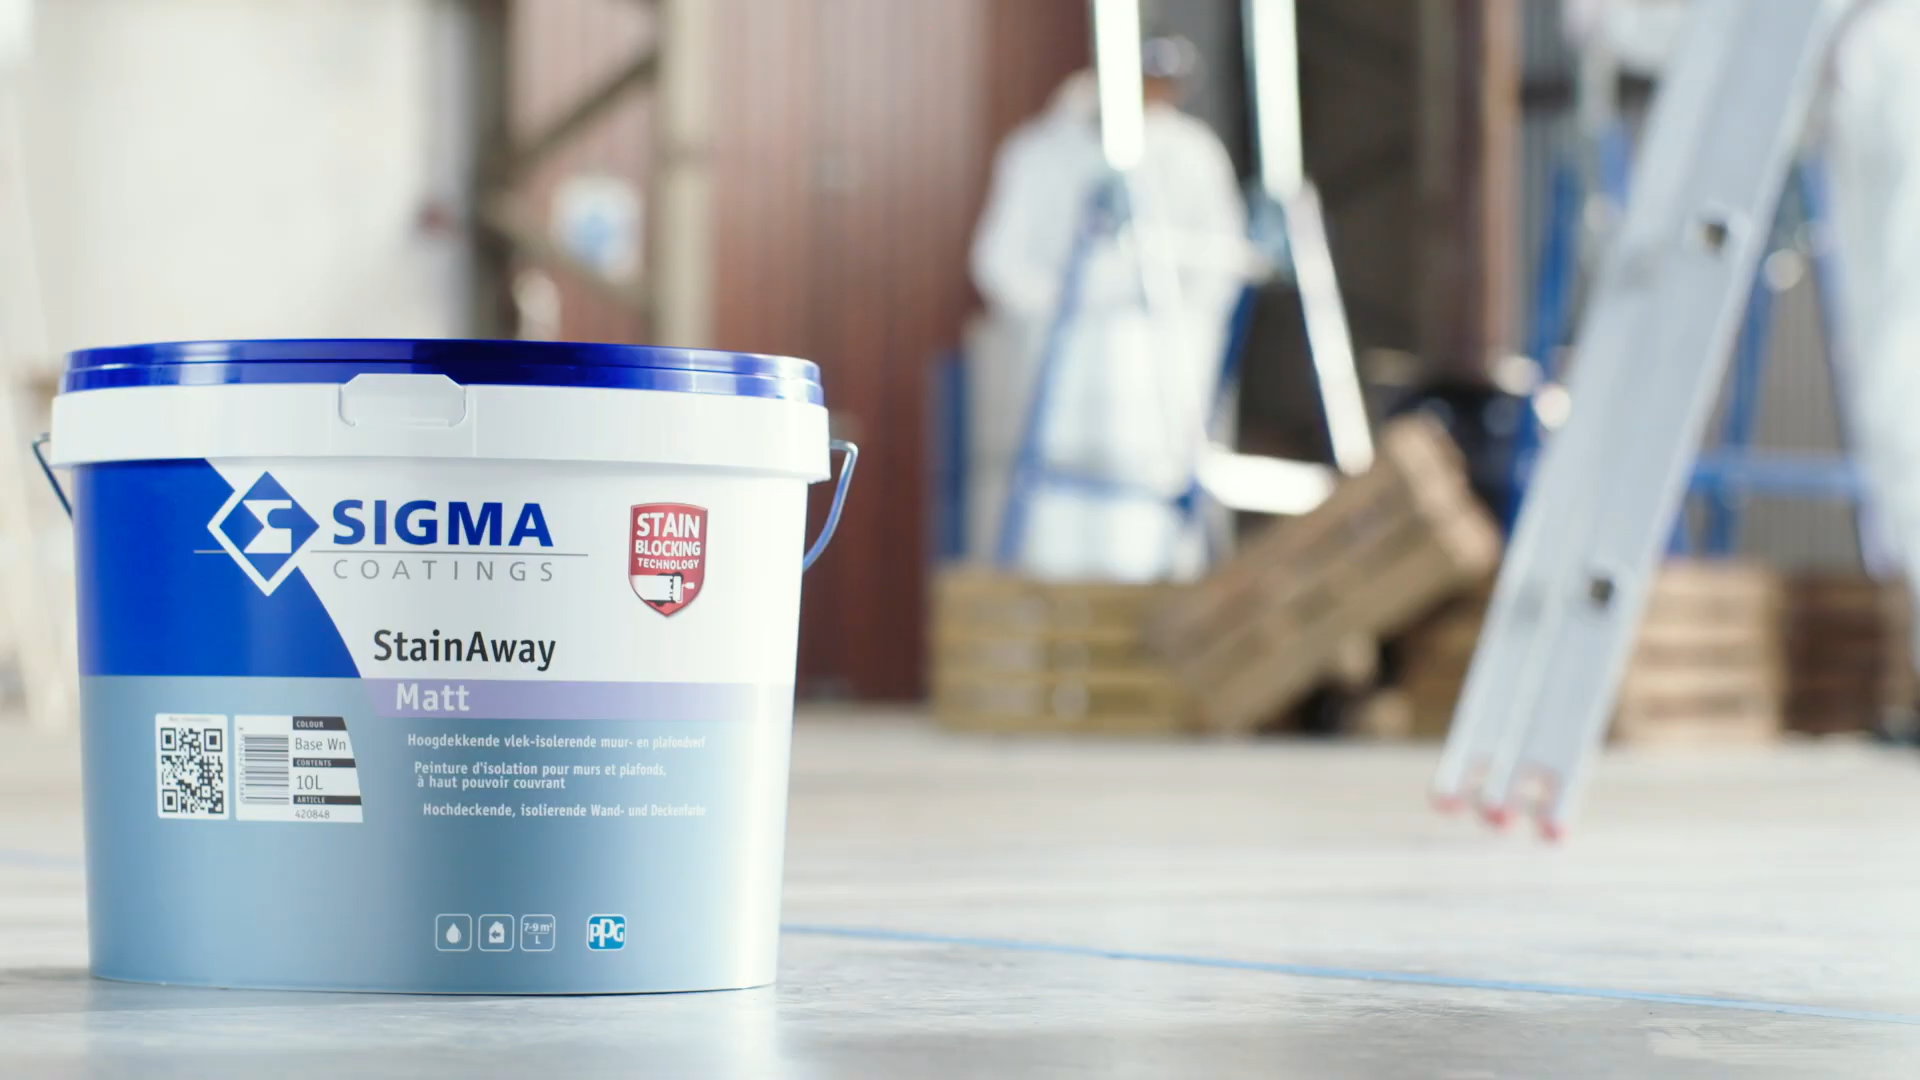 SIGMA
COATINGS
STAIN
BLOCKING
TECHNOLOGY
StainAway
Matt
COLOUR
Base Wn
CONTENTS
10L
ARTICLE
420848
Hoogdekkende vlek-isolerende muur- en plafondverf
Peinture d'isolation pour murs et plafonds,
à haut pouvoir couvrant
Hochdeckende, isolierende Wand- und Deckenfarbe
7-9 m²
L
PPG